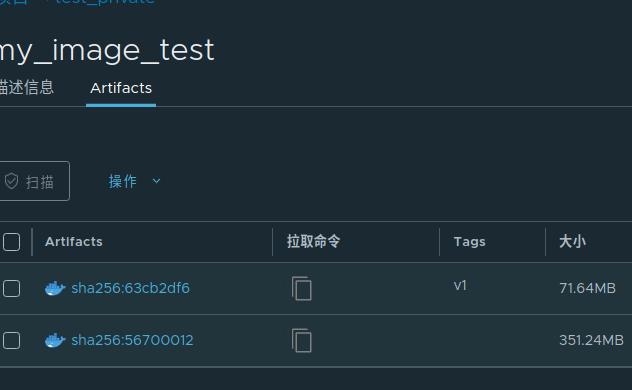 test_private
my_image_test
描述信息 Artifacts
扫描 操作
Artifacts 拉取命令 Tags 大小
sha256:63cb2df6 v1 71.64MB
sha256:56700012 351.24MB